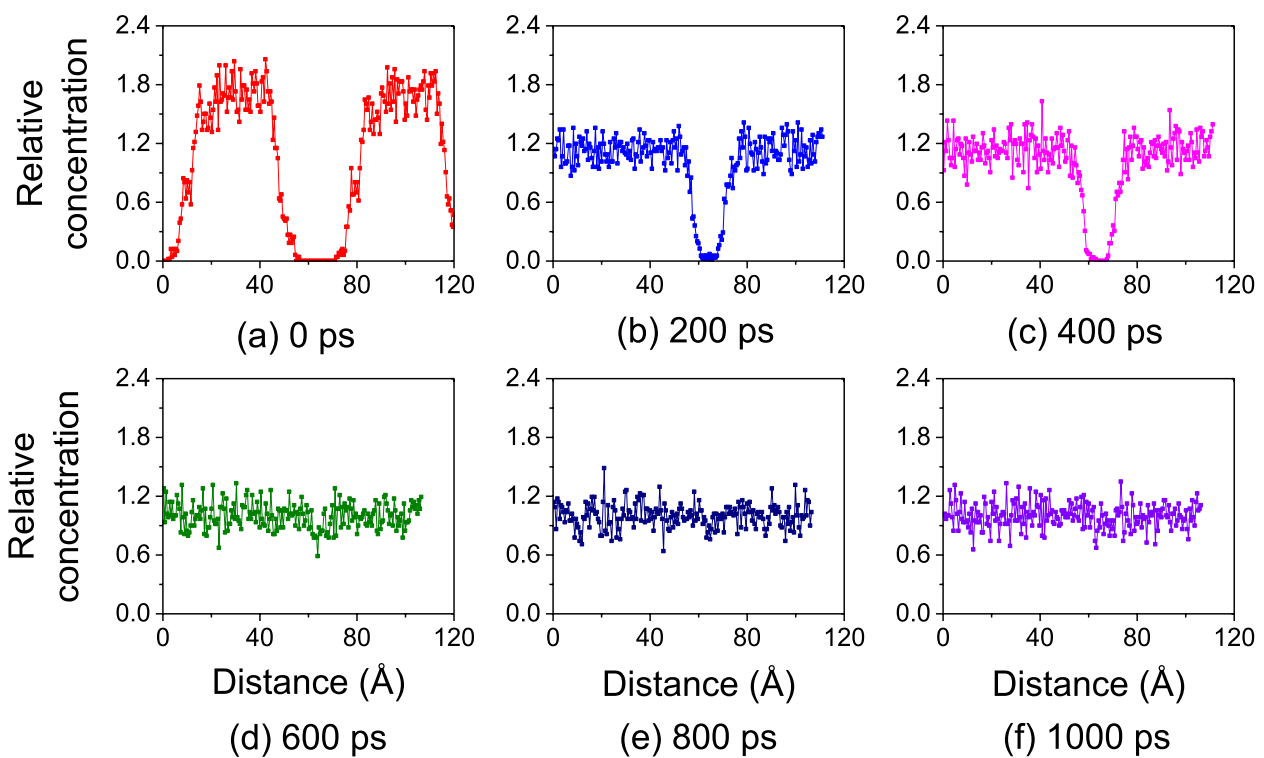 Relative
concentration
2.4
1.8
1.2
0.6
0.0
0 40 80 120
(a) 0 ps
2.4
1.8
1.2
0.6
0.0
0 40 80 120
(b) 200 ps
2.4
1.8
1.2
0.6
0.0
0 40 80 120
(c) 400 ps
Relative
concentration
2.4
1.8
1.2
0.6
0.0
0 40 80 120
Distance (Å)
(d) 600 ps
2.4
1.8
1.2
0.6
0.0
0 40 80 120
Distance (Å)
(e) 800 ps
2.4
1.8
1.2
0.6
0.0
0 40 80 120
Distance (Å)
(f) 1000 ps